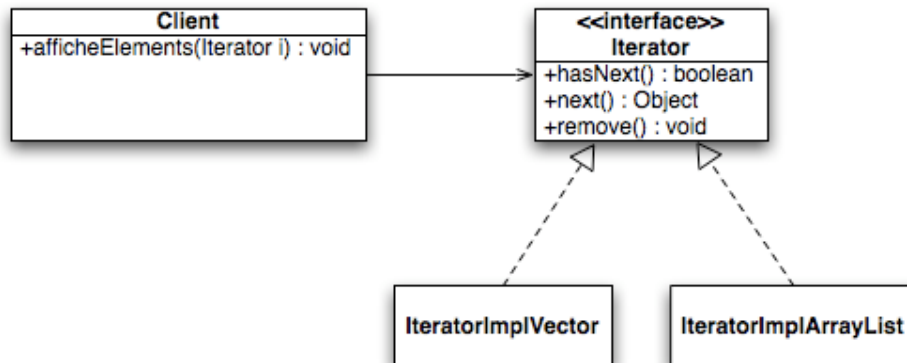 Client
+afficheElements(Iterator i) : void
<<interface>>
Iterator
+hasNext() : boolean
+next() : Object
+remove() : void
IteratorImplVector
IteratorImplArrayList